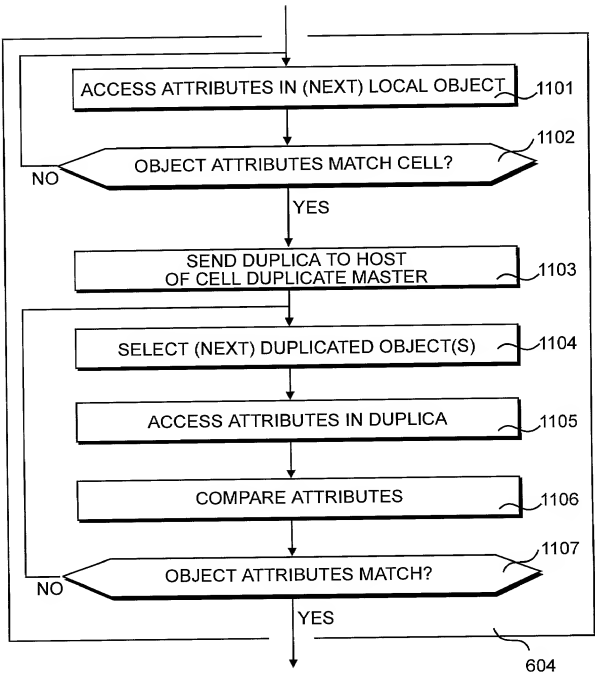 ACCESS ATTRIBUTES IN (NEXT) LOCAL OBJECT
1101
1102
OBJECT ATTRIBUTES MATCH CELL?
NO
YES
SEND DUPLICA TO HOST
OF CELL DUPLICATE MASTER
1103
SELECT (NEXT) DUPLICATED OBJECT(S)
1104
ACCESS ATTRIBUTES IN DUPLICA
1105
COMPARE ATTRIBUTES
1106
1107
OBJECT ATTRIBUTES MATCH?
NO
YES
604